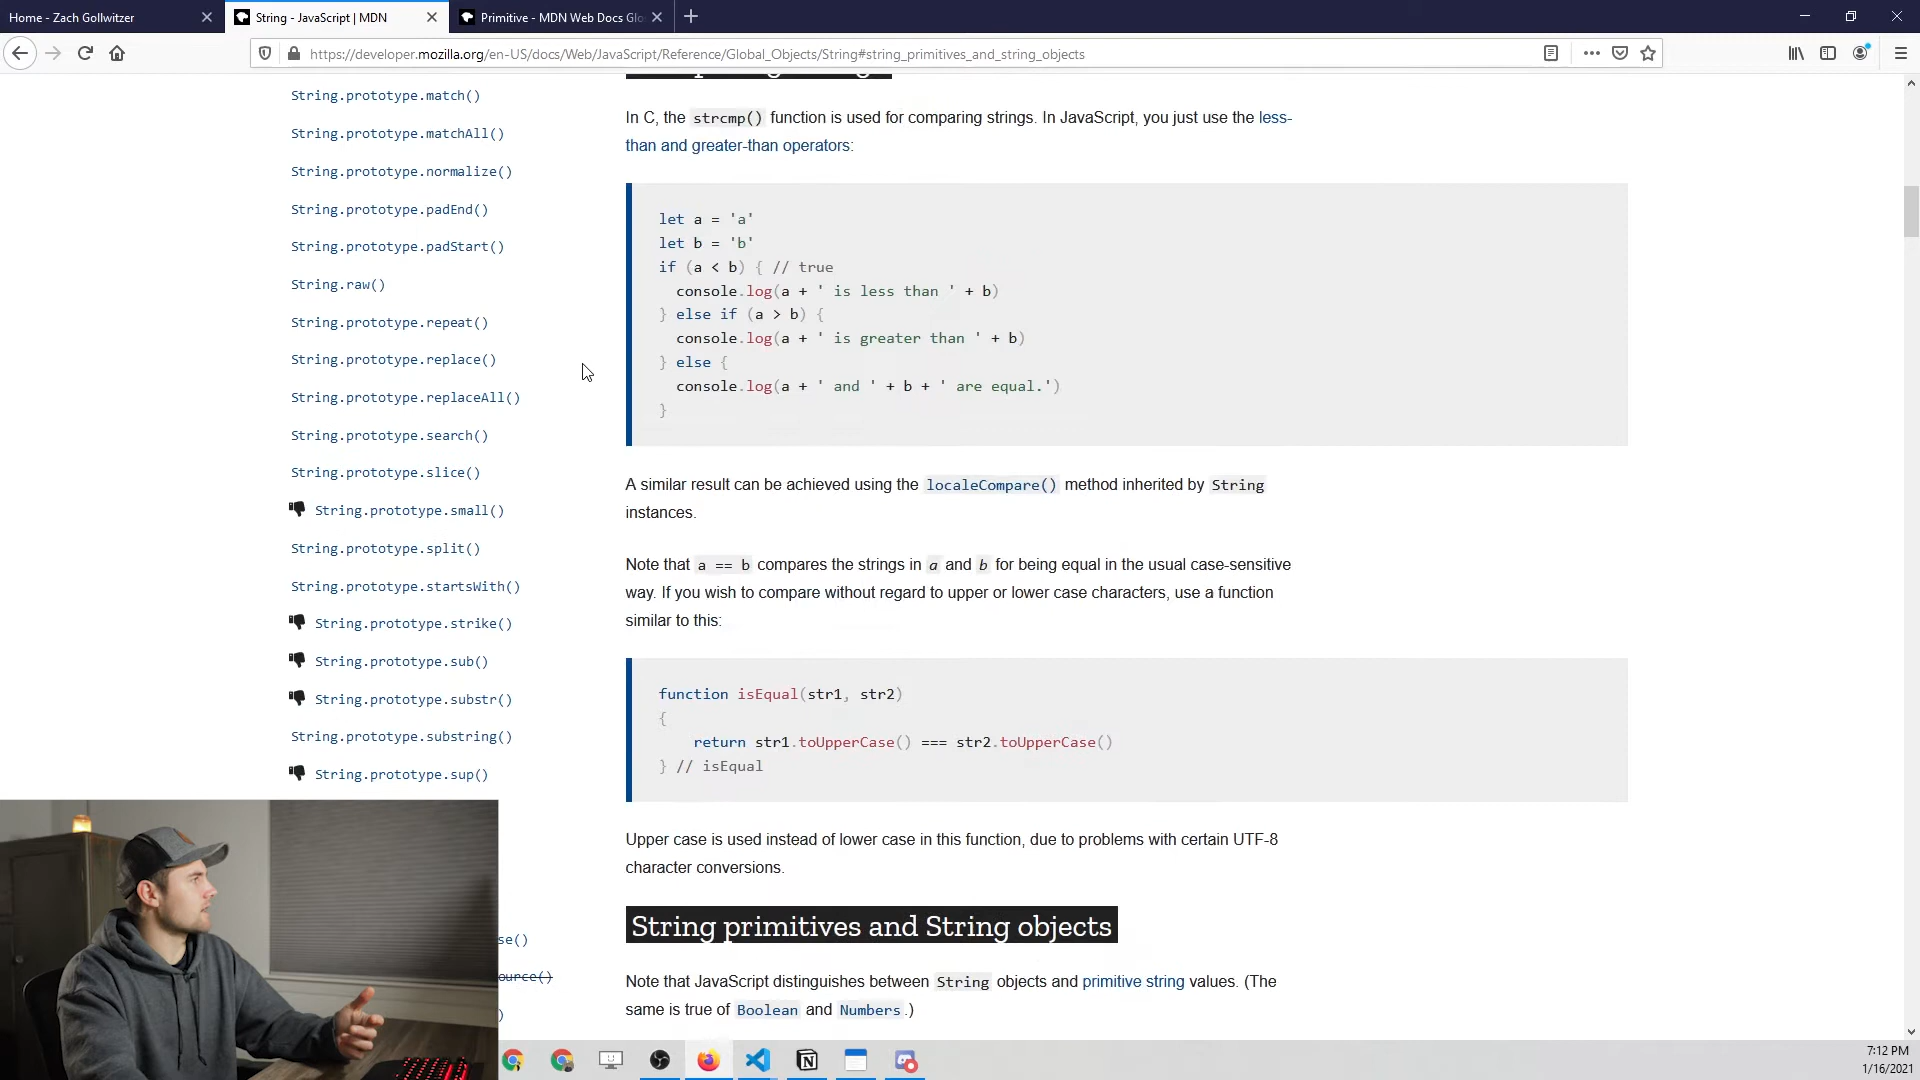 Home - Zach Gollwitzer
String - JavaScript | MDN
Primitive - MDN Web Docs Glo
https://developer.mozilla.org/en-US/docs/Web/JavaScript/Reference/Global_Objects/String#string_primitives_and_string_objects
String.prototype.match()
String.prototype.matchAll()
String.prototype.normalize()
String.prototype.padEnd()
String.prototype.padStart()
String.raw()
String.prototype.repeat()
String.prototype.replace()
String.prototype.replaceAll()
String.prototype.search()
String.prototype.slice()
String.prototype.small()
String.prototype.split()
String.prototype.startsWith()
String.prototype.strike()
String.prototype.sub()
String.prototype.substr()
String.prototype.substring()
String.prototype.sup()
se()
ource()
)
In C, the strcmp() function is used for comparing strings. In JavaScript, you just use the less-
than and greater-than operators:
let a = 'a'
let b = 'b'
if (a < b) { // true
console.log(a + ' is less than ' + b)
} else if (a > b) {
console.log(a + ' is greater than ' + b)
} else {
console.log(a + ' and ' + b + ' are equal.')
}
A similar result can be achieved using the localeCompare() method inherited by String
instances.
Note that a == b compares the strings in a and b for being equal in the usual case-sensitive
way. If you wish to compare without regard to upper or lower case characters, use a function
similar to this:
function isEqual(str1, str2)
{
return str1.toUpperCase() === str2.toUpperCase()
} // isEqual
Upper case is used instead of lower case in this function, due to problems with certain UTF-8
character conversions.
String primitives and String objects
Note that JavaScript distinguishes between String objects and primitive string values. (The
same is true of Boolean and Numbers.)
7:12 PM
1/16/2021